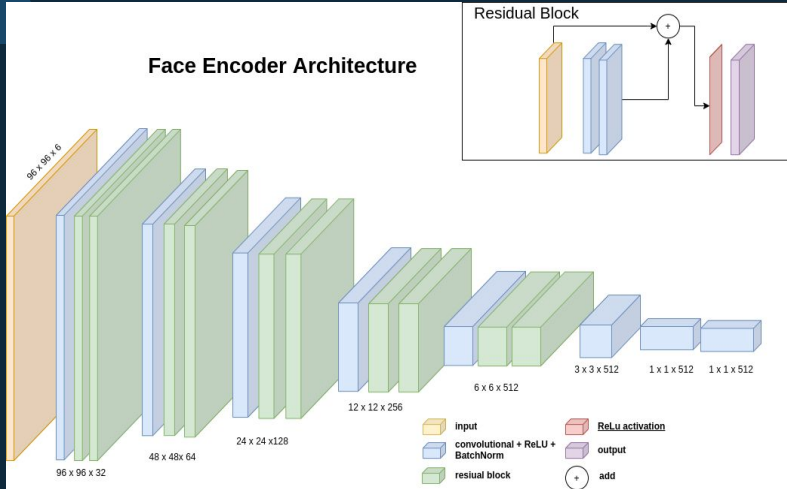 Residual Block
+
Face Encoder Architecture
96 x 96 x 6
96 x 96 x 32
48 x 48x 64
24 x 24 x128
12 x 12 x 256
6 x 6 x 512
3 x 3 x 512
1 x 1 x 512
1 x 1 x 512
input
convolutional + ReLU +
BatchNorm
resiual block
ReLu activation
output
+
add